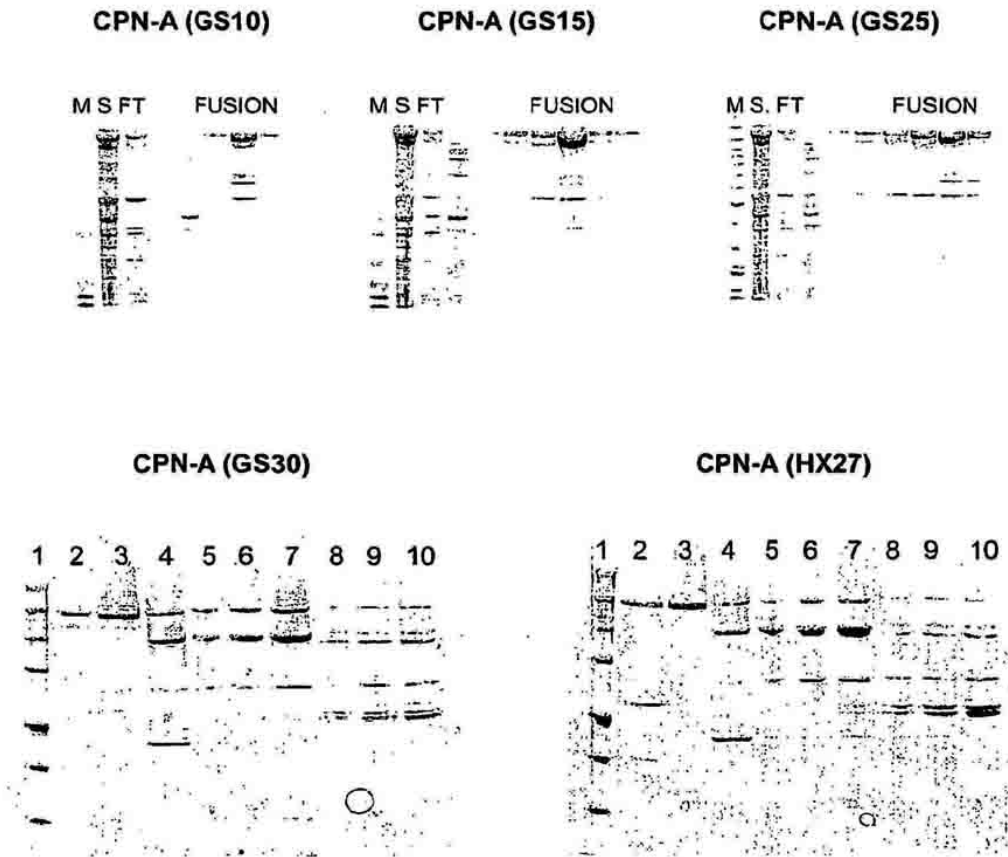 CPN-A (GS10) CPN-A (GS15) CPN-A (GS25)
M S FT FUSION M S FT FUSION M S. FT FUSION
CPN-A (GS30) CPN-A (HX27)
1 2 3 4 5 6 7 8 9 10 1 2 3 4 5 6 7 8 9 10